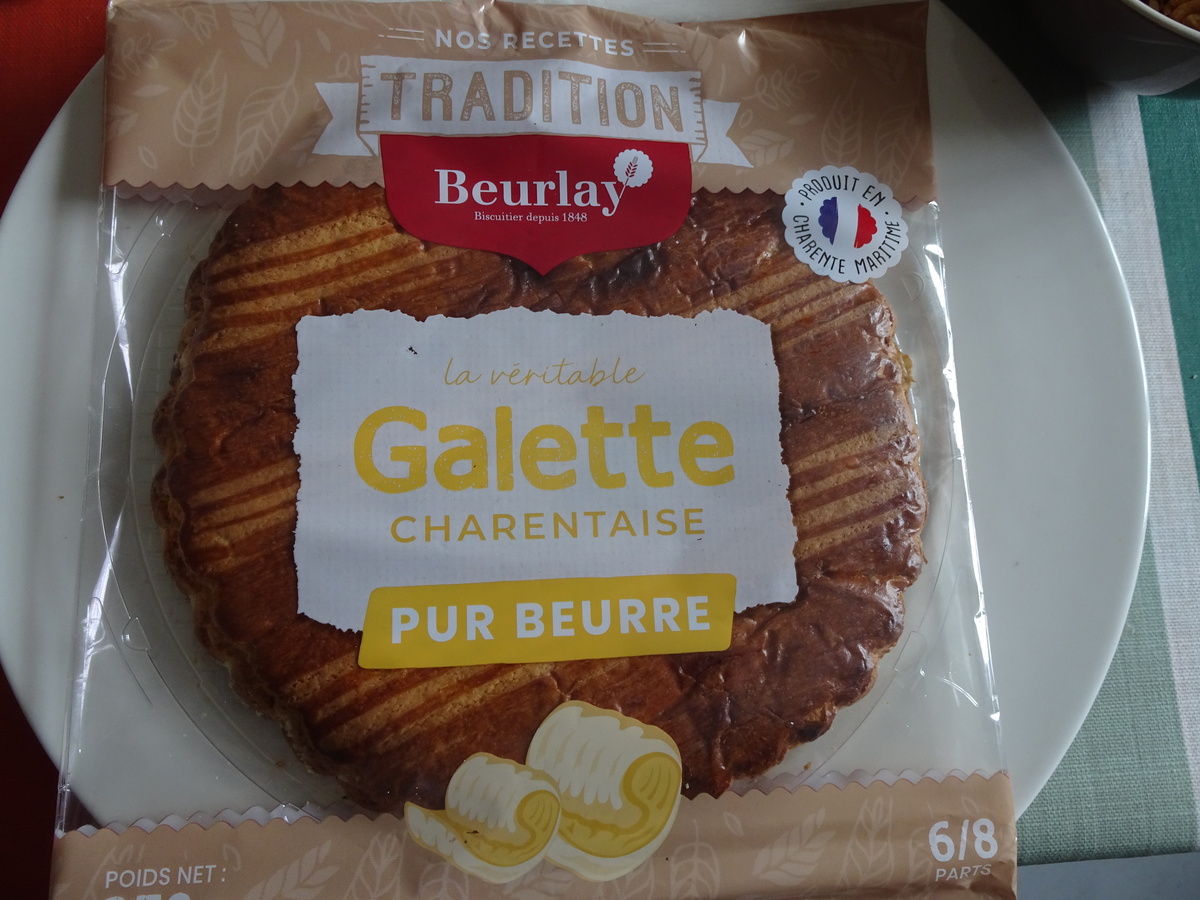 NOS RECETTES
TRADITION
Beurlay
Biscuitier depuis 1848
PRODUIT EN
CHARENTE MARITIME
la véritable
Galette
CHARENTAISE
PUR BEURRE
POIDS NET :
6/8
PARTS